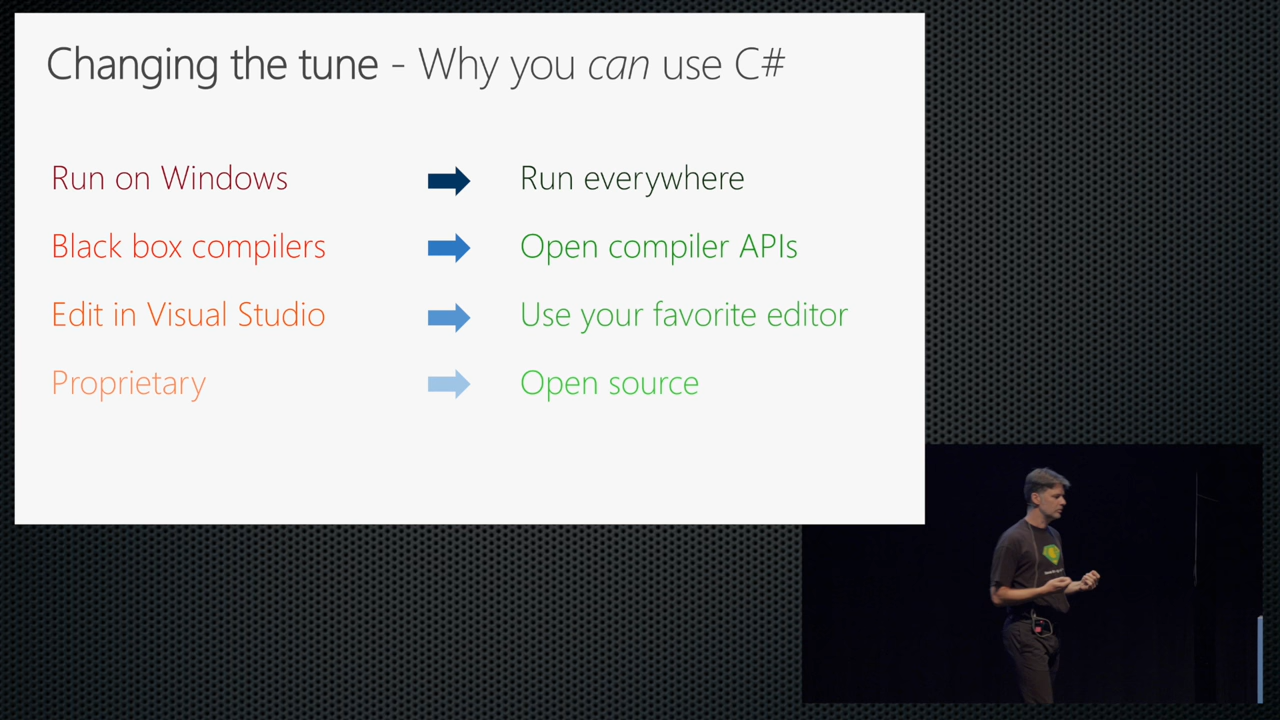 Changing the tune - Why you can use C#
Run on Windows
Run everywhere
Black box compilers
Open compiler APIs
Edit in Visual Studio
Use your favorite editor
Proprietary
Open source